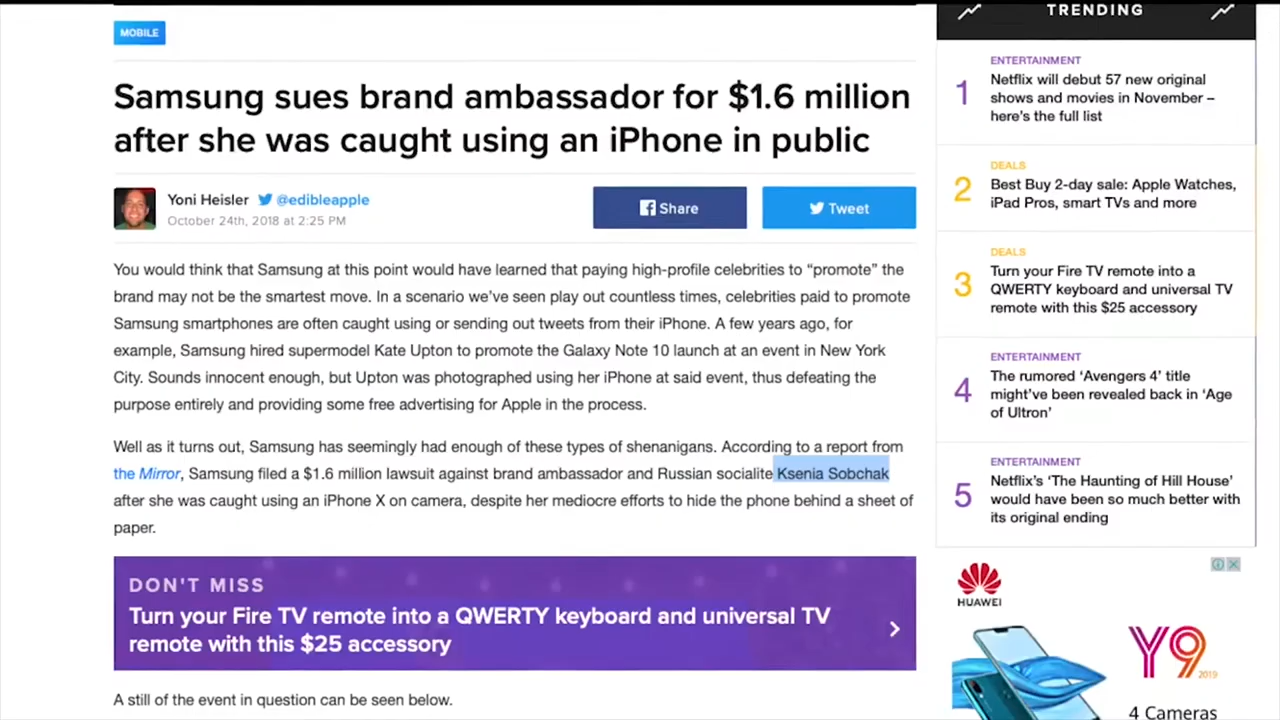 MOBILE
Samsung sues brand ambassador for $1.6 million
after she was caught using an iPhone in public
Yoni Heisler @edibleapple
October 24th, 2018 at 2:25 PM
Share
Tweet
You would think that Samsung at this point would have learned that paying high-profile celebrities to “promote” the
brand may not be the smartest move. In a scenario we’ve seen play out countless times, celebrities paid to promote
Samsung smartphones are often caught using or sending out tweets from their iPhone. A few years ago, for
example, Samsung hired supermodel Kate Upton to promote the Galaxy Note 10 launch at an event in New York
City. Sounds innocent enough, but Upton was photographed using her iPhone at said event, thus defeating the
purpose entirely and providing some free advertising for Apple in the process.
Well as it turns out, Samsung has seemingly had enough of these types of shenanigans. According to a report from
the Mirror, Samsung filed a $1.6 million lawsuit against brand ambassador and Russian socialite Ksenia Sobchak
after she was caught using an iPhone X on camera, despite her mediocre efforts to hide the phone behind a sheet of
paper.
DON'T MISS
Turn your Fire TV remote into a QWERTY keyboard and universal TV
remote with this $25 accessory
A still of the event in question can be seen below.
TRENDING
1
ENTERTAINMENT
Netflix will debut 57 new original
shows and movies in November –
here’s the full list
2
DEALS
Best Buy 2-day sale: Apple Watches,
iPad Pros, smart TVs and more
3
DEALS
Turn your Fire TV remote into a
QWERTY keyboard and universal TV
remote with this $25 accessory
4
ENTERTAINMENT
The rumored ‘Avengers 4’ title
might’ve been revealed back in ‘Age
of Ultron’
5
ENTERTAINMENT
Netflix’s ‘The Haunting of Hill House’
would have been so much better with
its original ending
HUAWEI
Y9
2019
4 Cameras